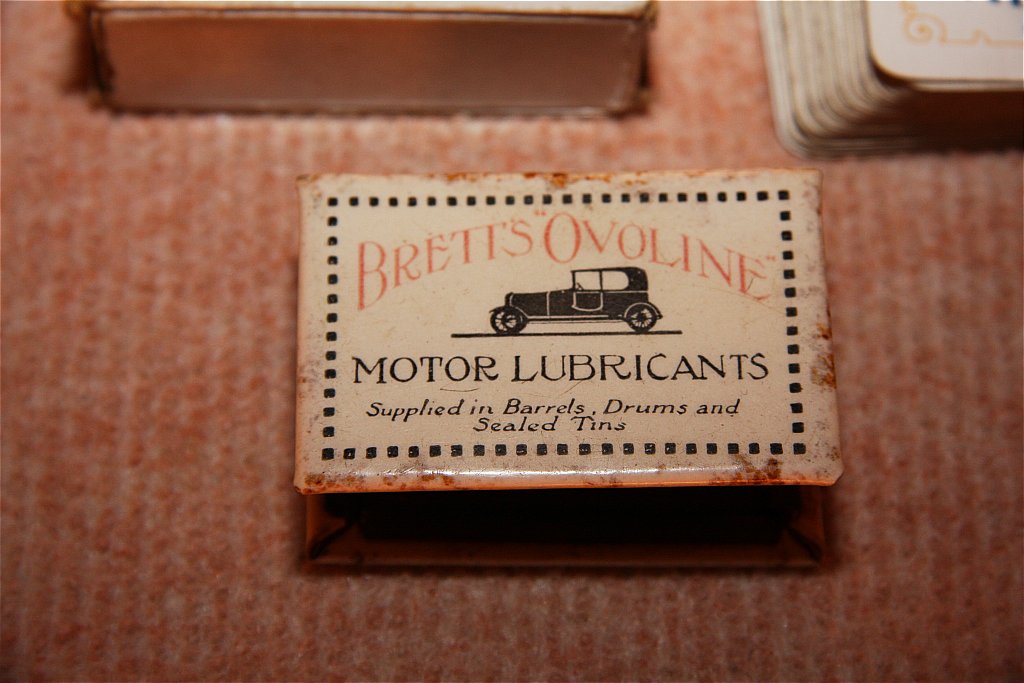 BRETT'S "OVOLINE"
MOTOR LUBRICANTS
Supplied in Barrels, Drums and
Sealed Tins